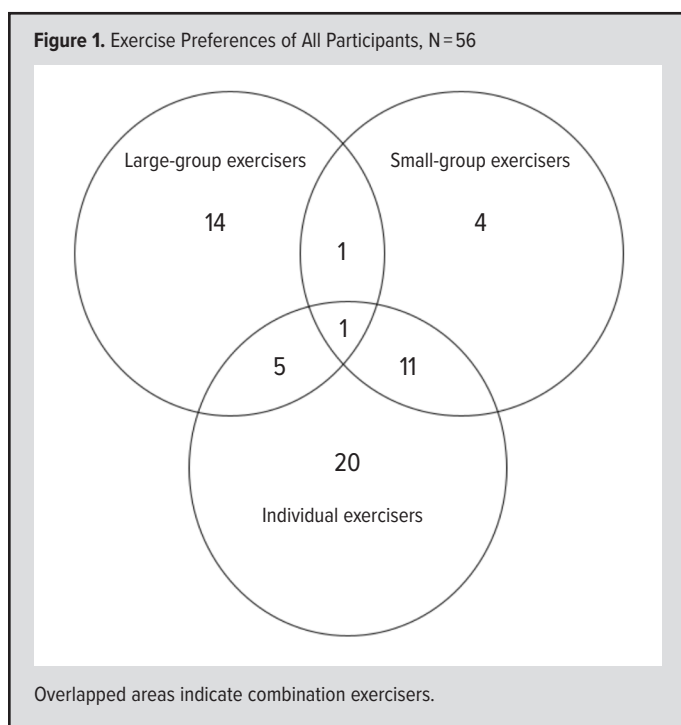 Figure 1. Exercise Preferences of All Participants, N=56
Large-group exercisers
Small-group exercisers
14
4
1
1
5
11
20
Individual exercisers
Overlapped areas indicate combination exercisers.